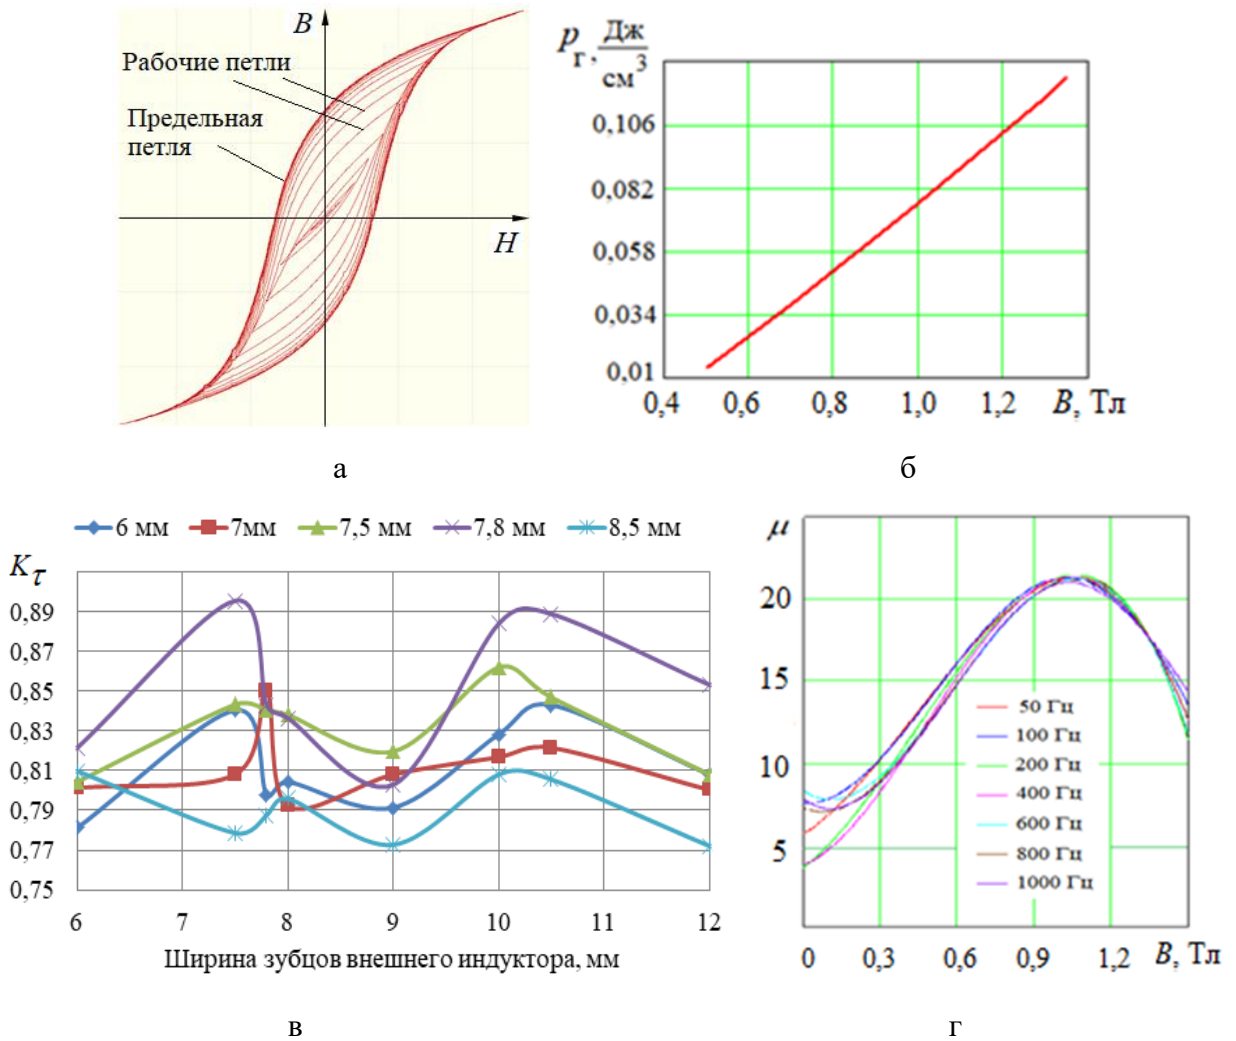 B
Рабочие петли
Предельная
петля
H
а
pг, Дж
см3
0,106
0,082
0,058
0,034
0,01
0,4 0,6 0,8 1,0 1,2 B, Тл
б
6 мм 7мм 7,5 мм 7,8 мм 8,5 мм
Kτ
0,89
0,87
0,85
0,83
0,81
0,79
0,77
0,75
6 7 8 9 10 11 12
Ширина зубцов внешнего индуктора, мм
в
μ
20
15
10
5
50 Гц
100 Гц
200 Гц
400 Гц
600 Гц
800 Гц
1000 Гц
0 0,3 0,6 0,9 1,2 B, Тл
г